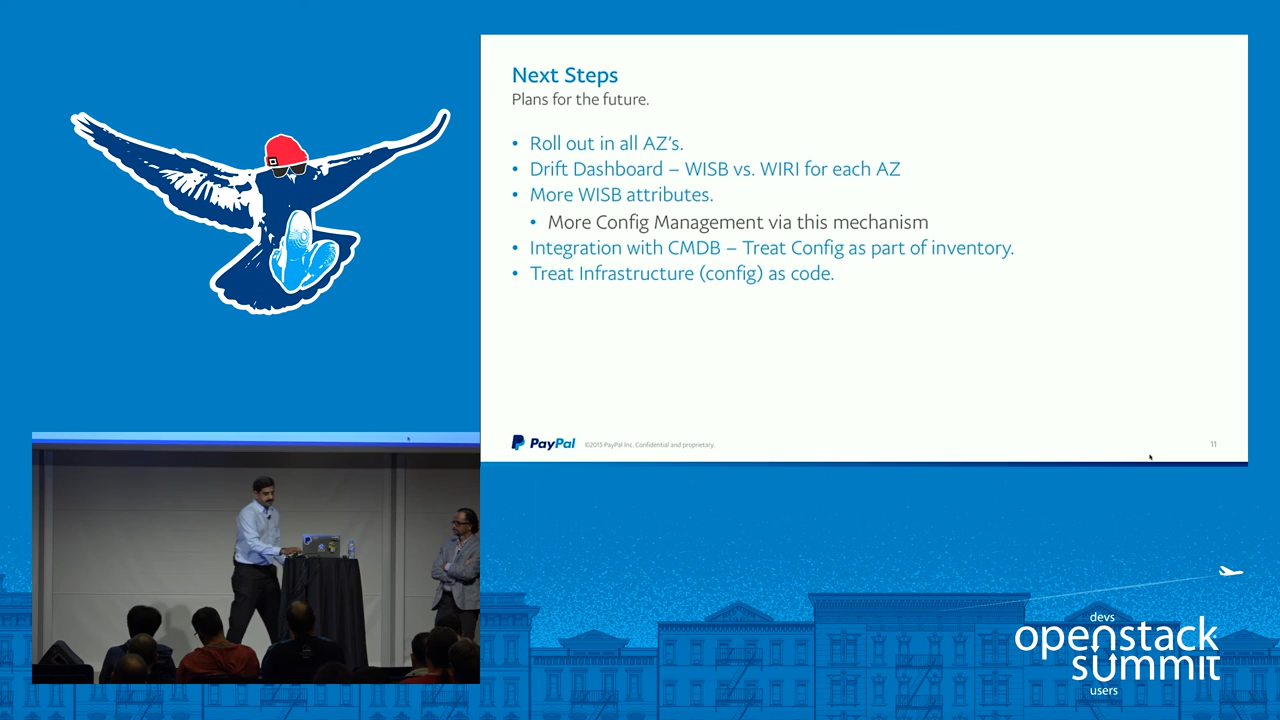 Next Steps
Plans for the future.
• Roll out in all AZ's.
• Drift Dashboard – WISB vs. WIRI for each AZ
• More WISB attributes.
• More Config Management via this mechanism
• Integration with CMDB – Treat Config as part of inventory.
• Treat Infrastructure (config) as code.
PayPal ©2015 PayPal Inc. Confidential and proprietary. 11
devs
openstack
summit
users